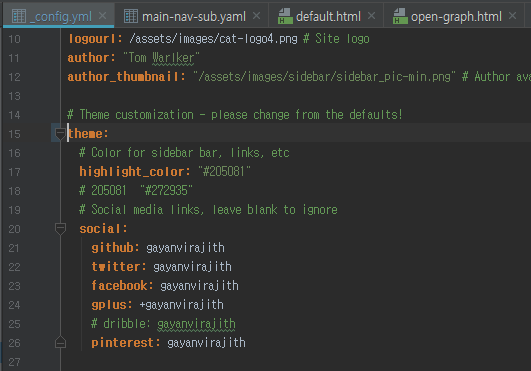 _config.yml × main-nav-sub.yaml × default.html × open-graph.html ×
10 logourl: /assets/images/cat-logo4.png # Site logo
11 author: "Tom Warlker"
12 author_thumbnail: "/assets/images/sidebar/sidebar_pic-min.png" # Author ava
13
14 # Theme customization - please change from the defaults!
15 theme:
16 # Color for sidebar bar, links, etc
17 highlight_color: "#205081"
18 # 205081 "#272935"
19 # Social media links, leave blank to ignore
20 social:
21 github: gayanvirajith
22 twitter: gayanvirajith
23 facebook: gayanvirajith
24 gplus: +gayanvirajith
25 # dribble: gayanvirajith
26 pinterest: gayanvirajith
27